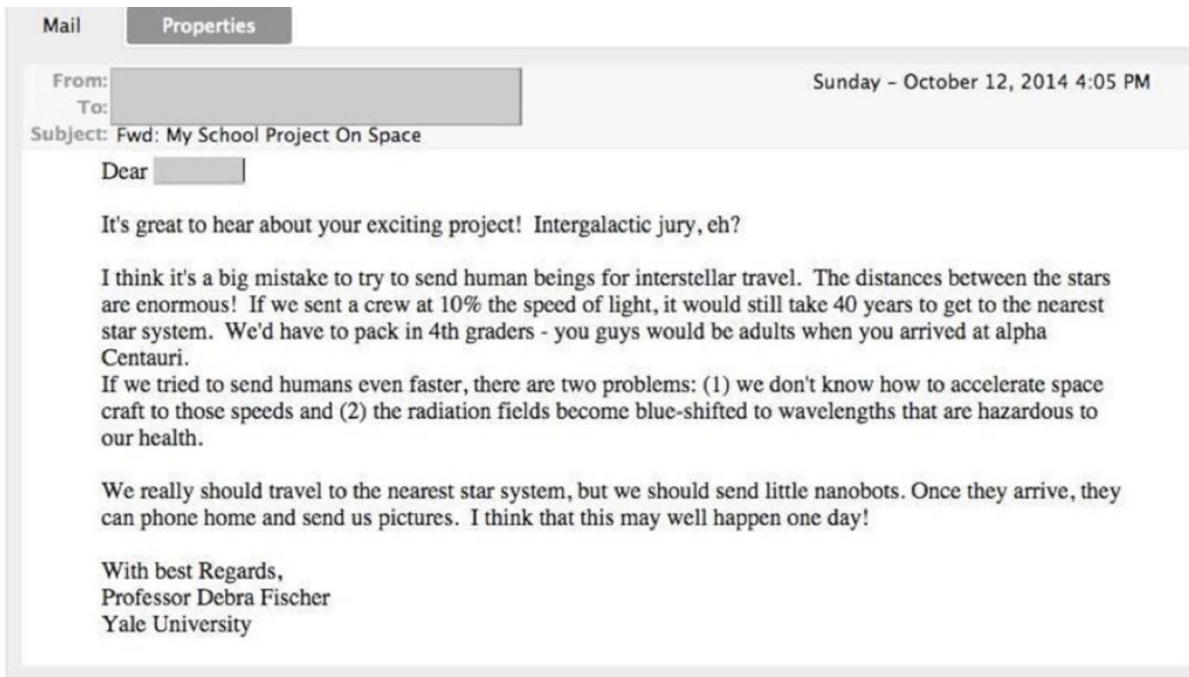 Mail
Properties
From:
Sunday - October 12, 2014 4:05 PM
To:
Subject: Fwd: My School Project On Space
Dear
It's great to hear about your exciting project!  Intergalactic jury, eh?
I think it's a big mistake to try to send human beings for interstellar travel.  The distances between the stars
are enormous!  If we sent a crew at 10% the speed of light, it would still take 40 years to get to the nearest
star system.  We'd have to pack in 4th graders - you guys would be adults when you arrived at alpha
Centauri.
If we tried to send humans even faster, there are two problems: (1) we don't know how to accelerate space
craft to those speeds and (2) the radiation fields become blue-shifted to wavelengths that are hazardous to
our health.
We really should travel to the nearest star system, but we should send little nanobots. Once they arrive, they
can phone home and send us pictures.  I think that this may well happen one day!
With best Regards,
Professor Debra Fischer
Yale University